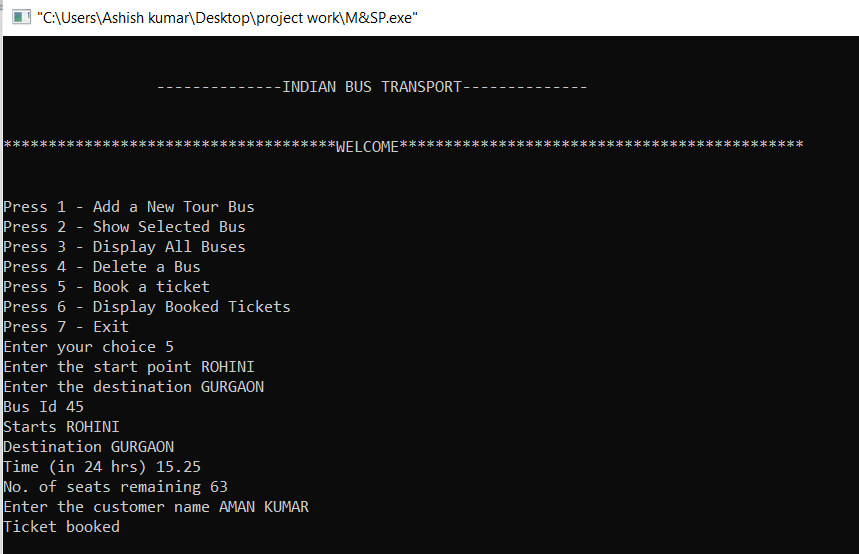 "C:\Users\Ashish kumar\Desktop\project work\M&SP.exe"
--------------INDIAN BUS TRANSPORT--------------
*************************************WELCOME*********************************************
Press 1 - Add a New Tour Bus
Press 2 - Show Selected Bus
Press 3 - Display All Buses
Press 4 - Delete a Bus
Press 5 - Book a ticket
Press 6 - Display Booked Tickets
Press 7 - Exit
Enter your choice 5
Enter the start point ROHINI
Enter the destination GURGAON
Bus Id 45
Starts ROHINI
Destination GURGAON
Time (in 24 hrs) 15.25
No. of seats remaining 63
Enter the customer name AMAN KUMAR
Ticket booked